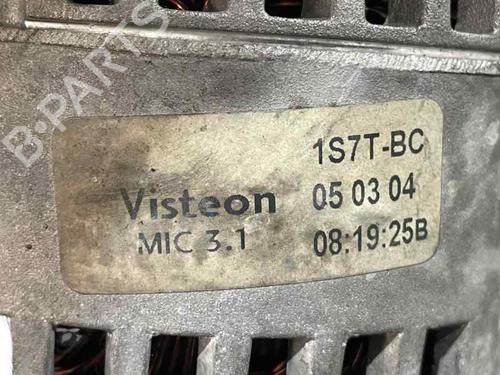 B-PARTS
1S7T-BC
Visteon 05 03 04
MIC 3.1 08:19:25B